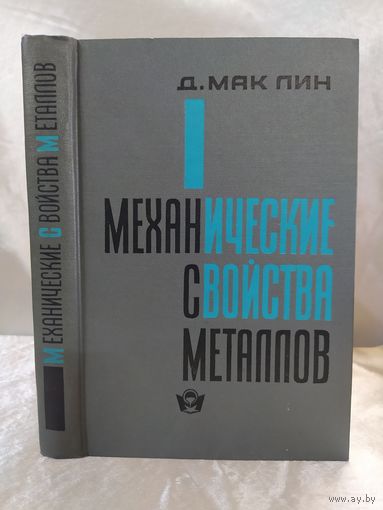 Д. МАК ЛИН
МЕХАНИЧЕСКИЕ
СВОЙСТВА
МЕТАЛЛОВ
МЕХАНИЧЕСКИЕ СВОЙСТВА МЕТАЛЛОВ
www.ay.by